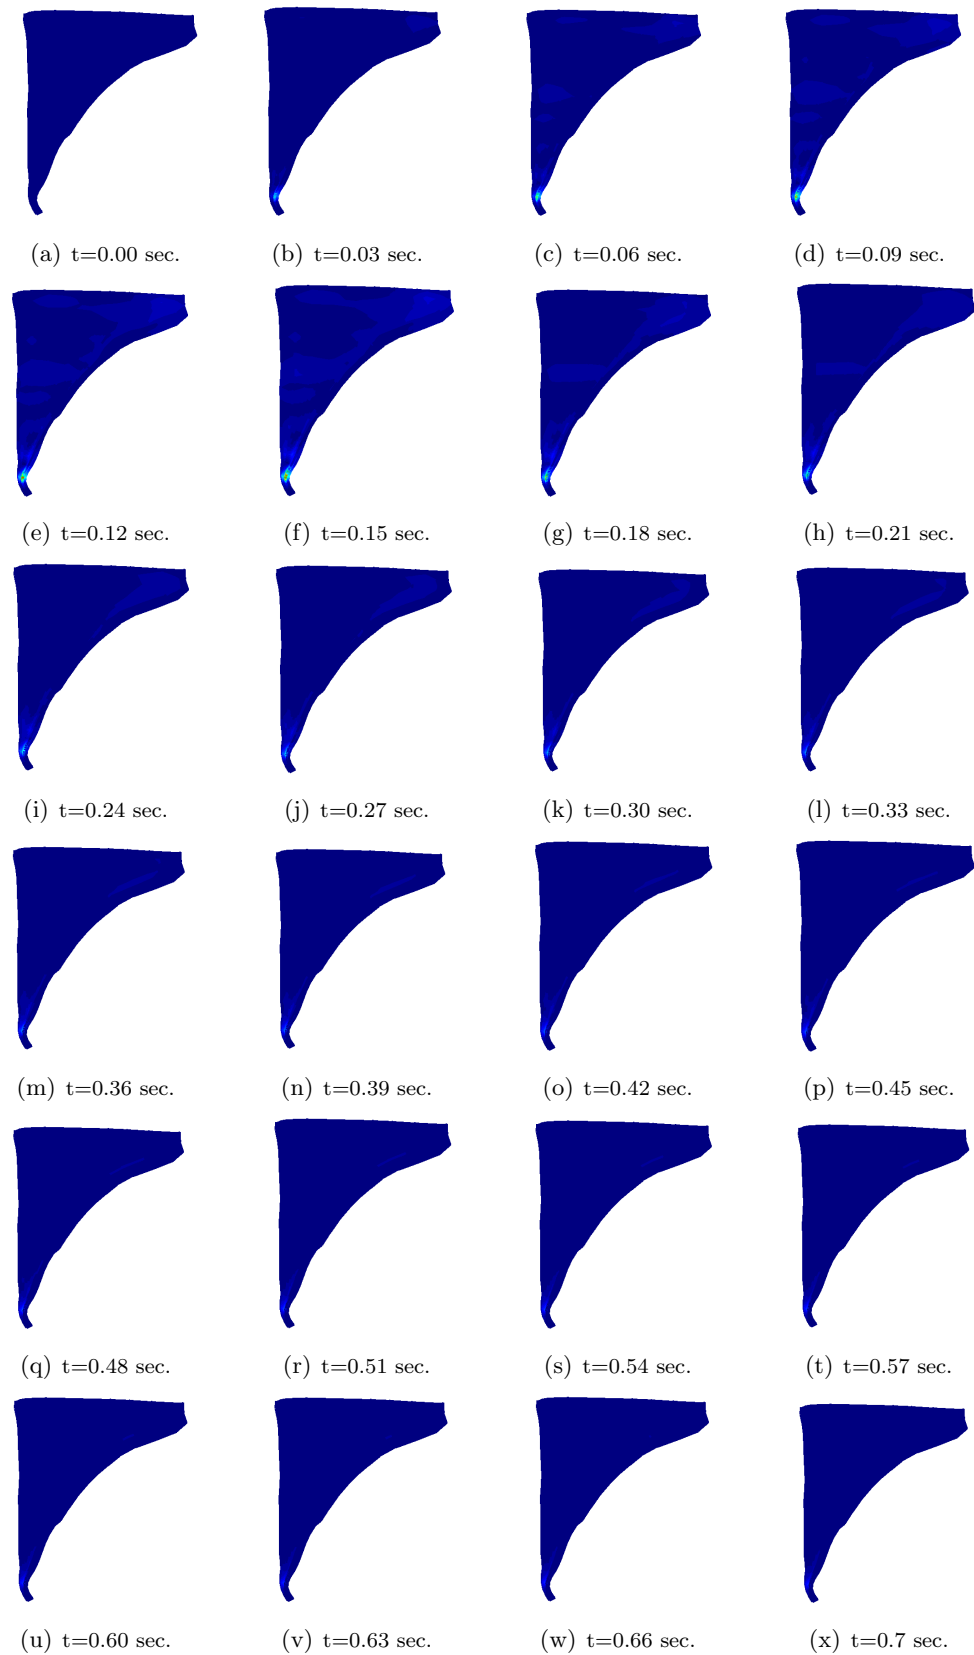 (a) t=0.00 sec.
(b) t=0.03 sec.
(c) t=0.06 sec.
(d) t=0.09 sec.
(e) t=0.12 sec.
(f) t=0.15 sec.
(g) t=0.18 sec.
(h) t=0.21 sec.
(i) t=0.24 sec.
(j) t=0.27 sec.
(k) t=0.30 sec.
(l) t=0.33 sec.
(m) t=0.36 sec.
(n) t=0.39 sec.
(o) t=0.42 sec.
(p) t=0.45 sec.
(q) t=0.48 sec.
(r) t=0.51 sec.
(s) t=0.54 sec.
(t) t=0.57 sec.
(u) t=0.60 sec.
(v) t=0.63 sec.
(w) t=0.66 sec.
(x) t=0.7 sec.